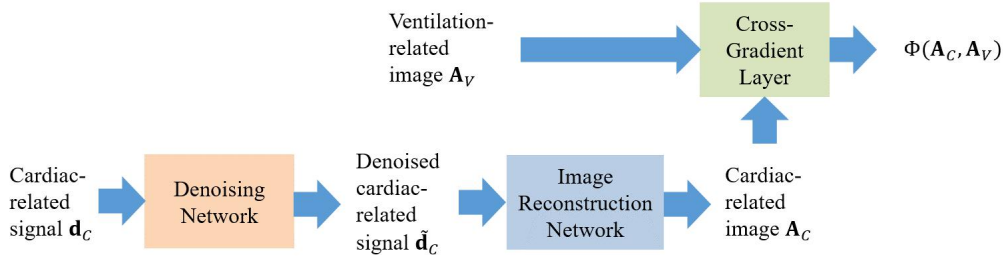 Ventilation-
related
image A_V
Cross-
Gradient
Layer
Φ(A_C, A_V)
Cardiac-
related
signal d_C
Denoising
Network
Denoised
cardiac-
related
signal d̃_C
Image
Reconstruction
Network
Cardiac-
related
image A_C